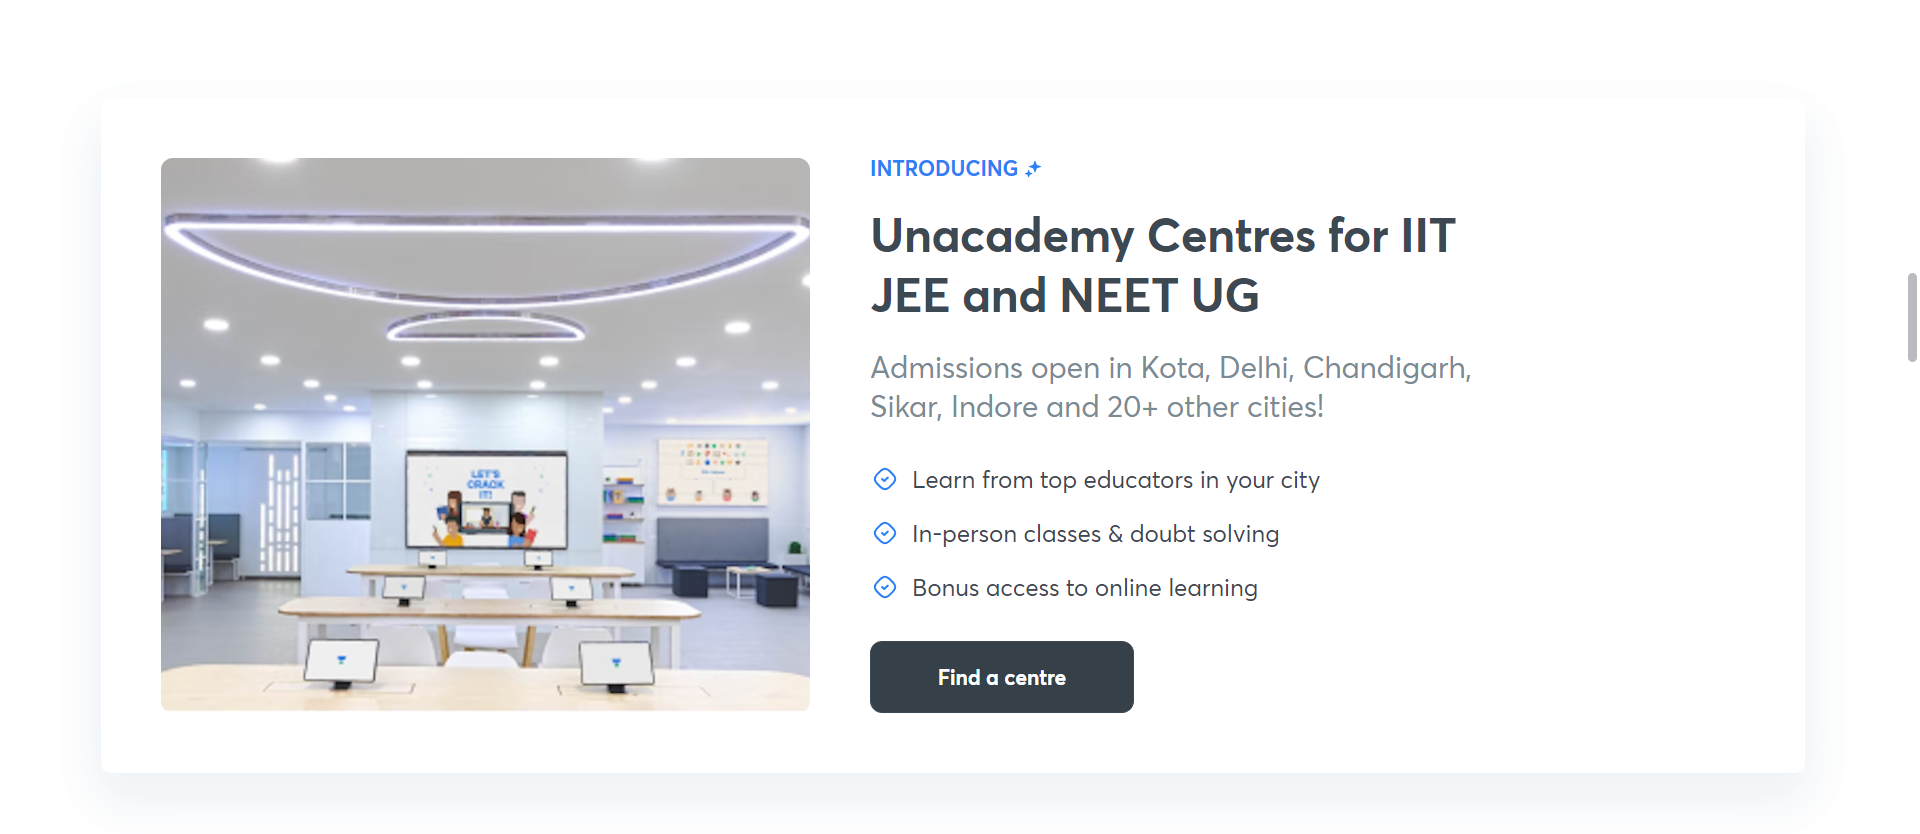 INTRODUCING
Unacademy Centres for IIT
JEE and NEET UG
Admissions open in Kota, Delhi, Chandigarh,
Sikar, Indore and 20+ other cities!
LET'S
CRACK
IT!
Learn from top educators in your city
In-person classes & doubt solving
Bonus access to online learning
Find a centre